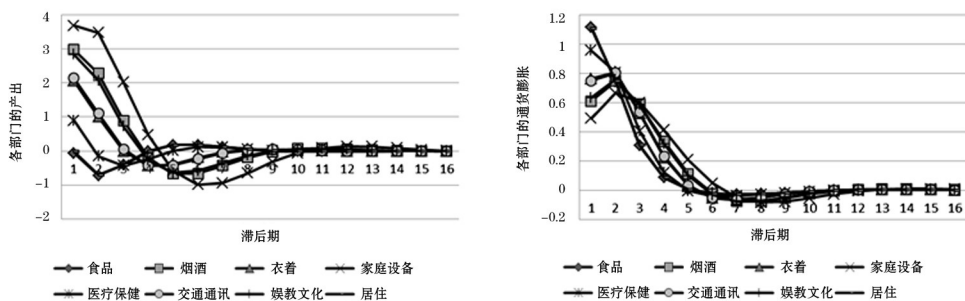 各部门的产出
4
3
2
1
0
-1
-2
1 2 3 4 5 6 7 8 9 10 11 12 13 14 15 16
滞后期
食品 烟酒 衣着 家庭设备
医疗保健 交通通讯 娱教文化 居住
各部门的通货膨胀
1.2
1
0.8
0.6
0.4
0.2
0
-0.2
1 2 3 4 5 6 7 8 9 10 11 12 13 14 15 16
滞后期
食品 烟酒 衣着 家庭设备
医疗保健 交通通讯 娱教文化 居住